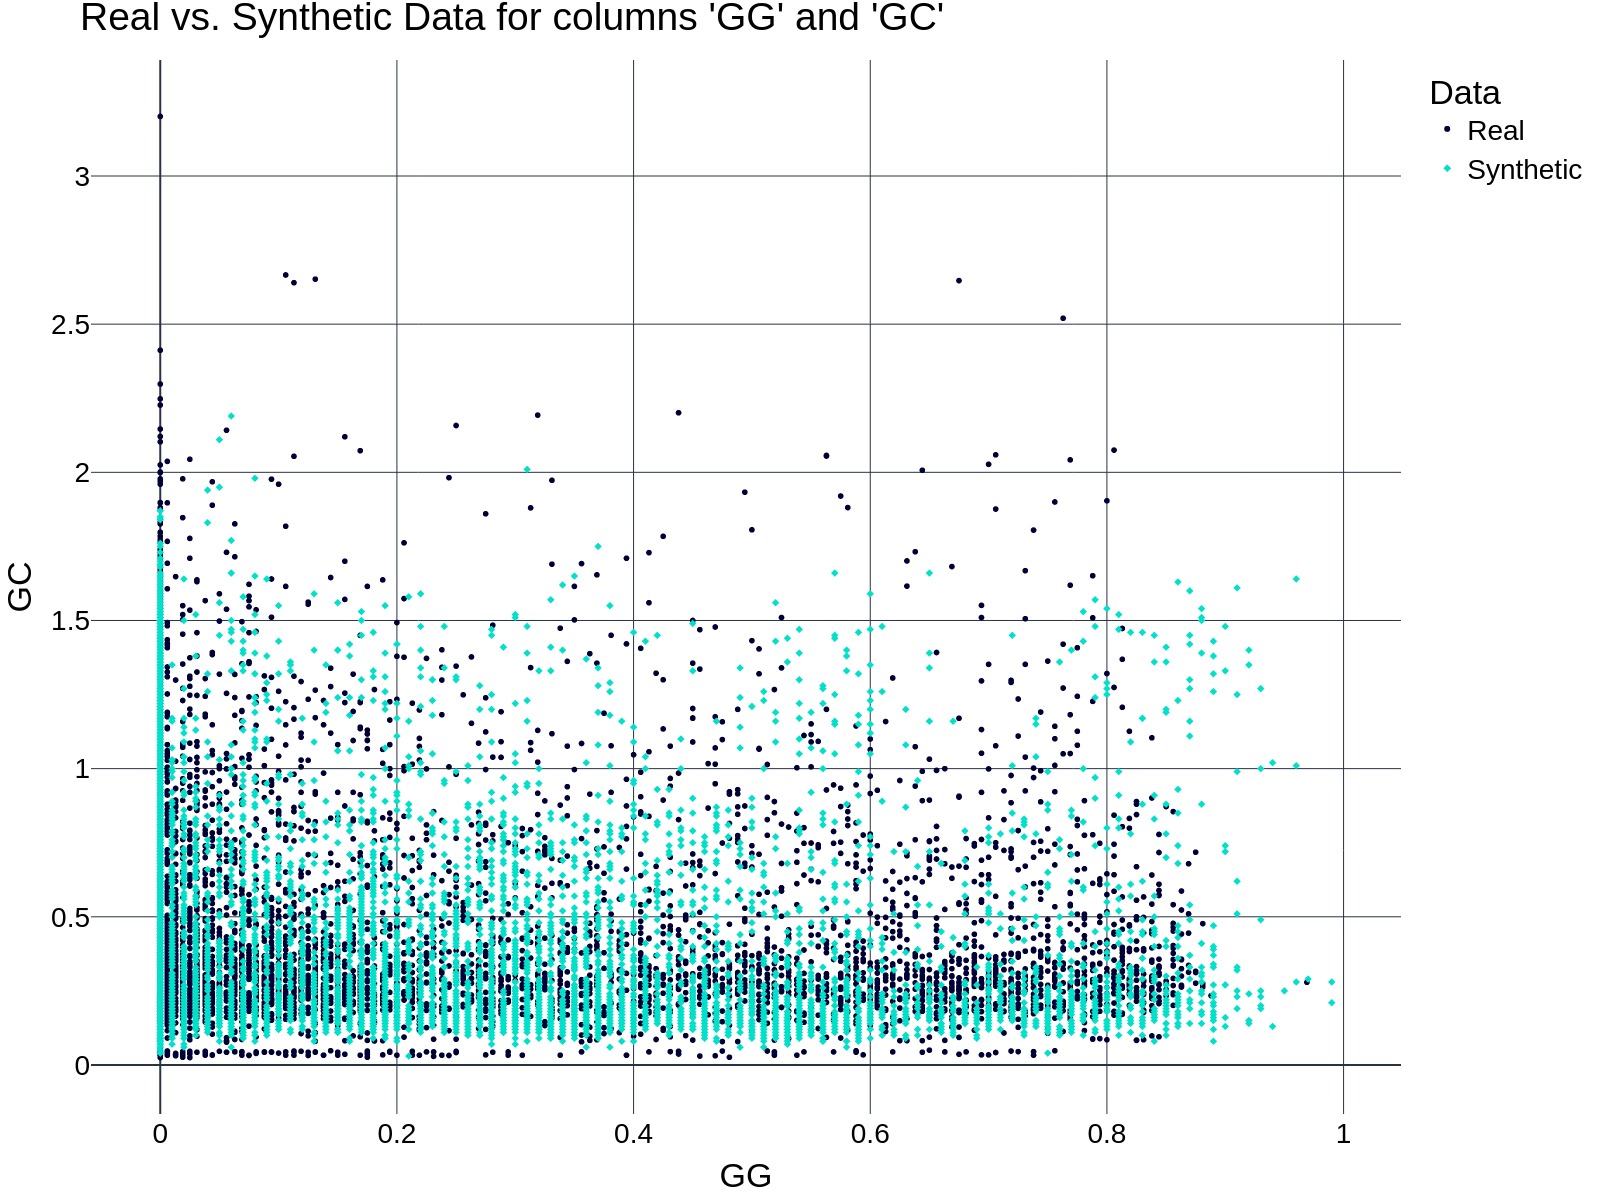 Real vs. Synthetic Data for columns 'GG' and 'GC'
Data
Real
Synthetic
3
2.5
2
1.5
1
0.5
0
GC
0
0.2
0.4
0.6
0.8
1
GG